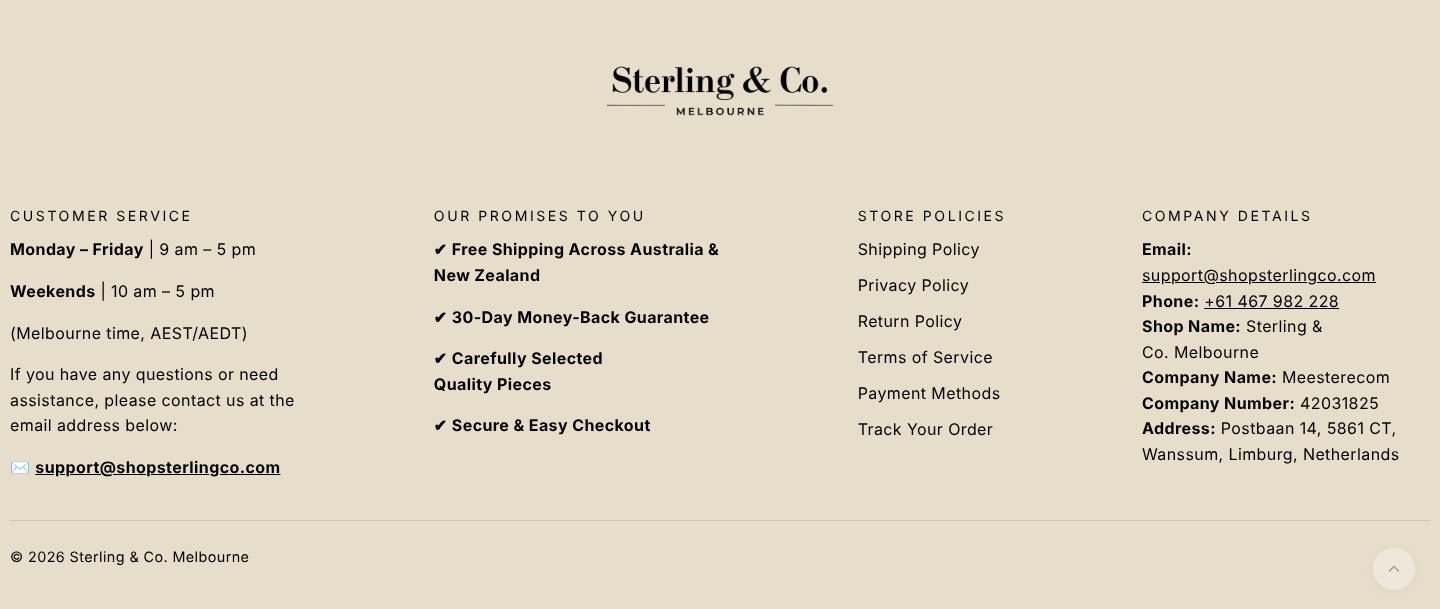 Sterling & Co.
MELBOURNE
CUSTOMER SERVICE
Monday – Friday | 9 am – 5 pm
Weekends | 10 am – 5 pm
(Melbourne time, AEST/AEDT)
If you have any questions or need
assistance, please contact us at the
email address below:
✉️ support@shopsterlingco.com
OUR PROMISES TO YOU
✔ Free Shipping Across Australia &
New Zealand
✔ 30-Day Money-Back Guarantee
✔ Carefully Selected
Quality Pieces
✔ Secure & Easy Checkout
STORE POLICIES
Shipping Policy
Privacy Policy
Return Policy
Terms of Service
Payment Methods
Track Your Order
COMPANY DETAILS
Email:
support@shopsterlingco.com
Phone: +61 467 982 228
Shop Name: Sterling &
Co. Melbourne
Company Name: Meesterecom
Company Number: 42031825
Address: Postbaan 14, 5861 CT,
Wanssum, Limburg, Netherlands
© 2026 Sterling & Co. Melbourne